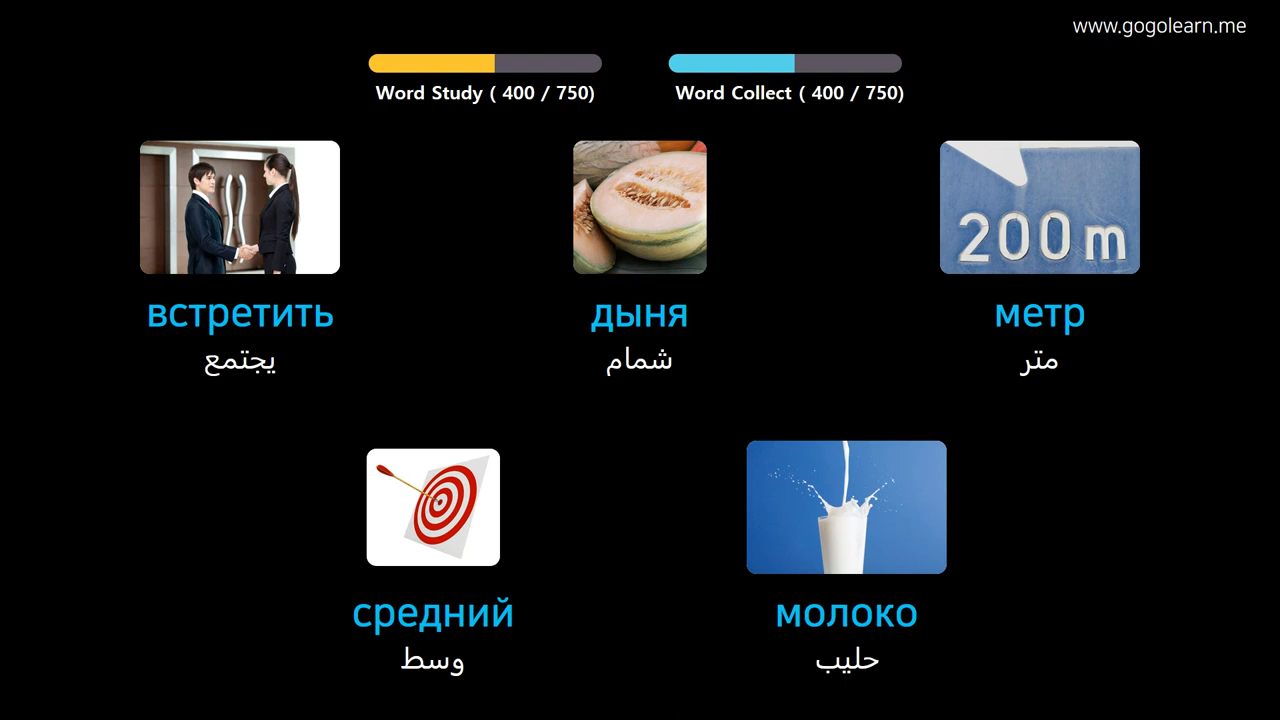 www.gogolearn.me
Word Study ( 400 / 750)
Word Collect ( 400 / 750)
200m
встретить
дыня
метр
يجتمع
شمام
متر
средний
молоко
وسط
حليب